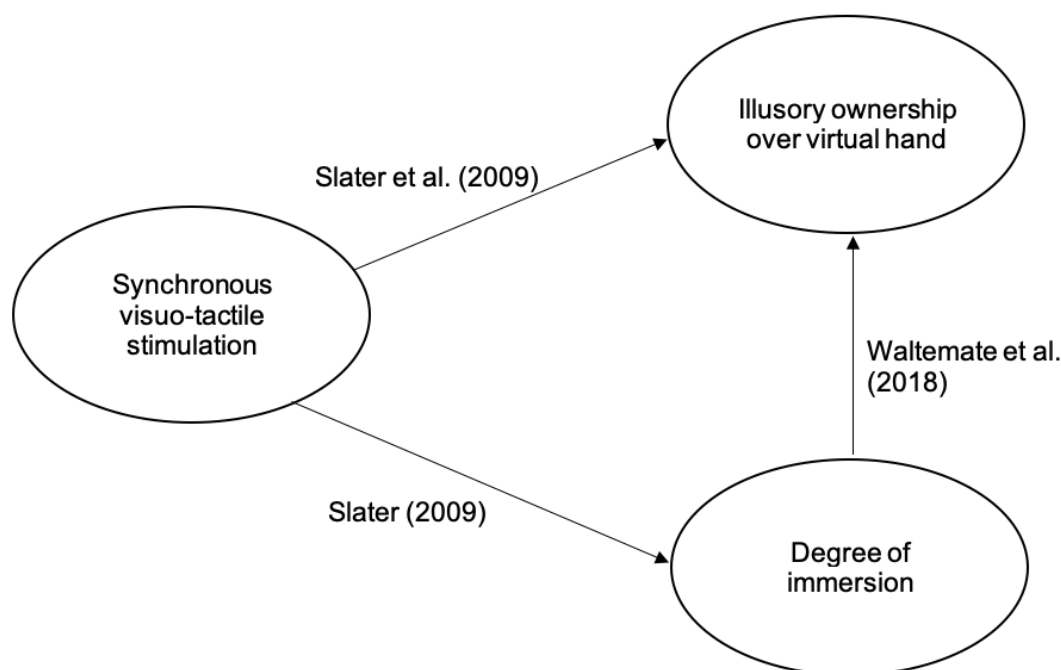 Illusory ownership
over virtual hand
Slater et al. (2009)
Synchronous
visuo-tactile
stimulation
Waltemate et al.
(2018)
Slater (2009)
Degree of
immersion